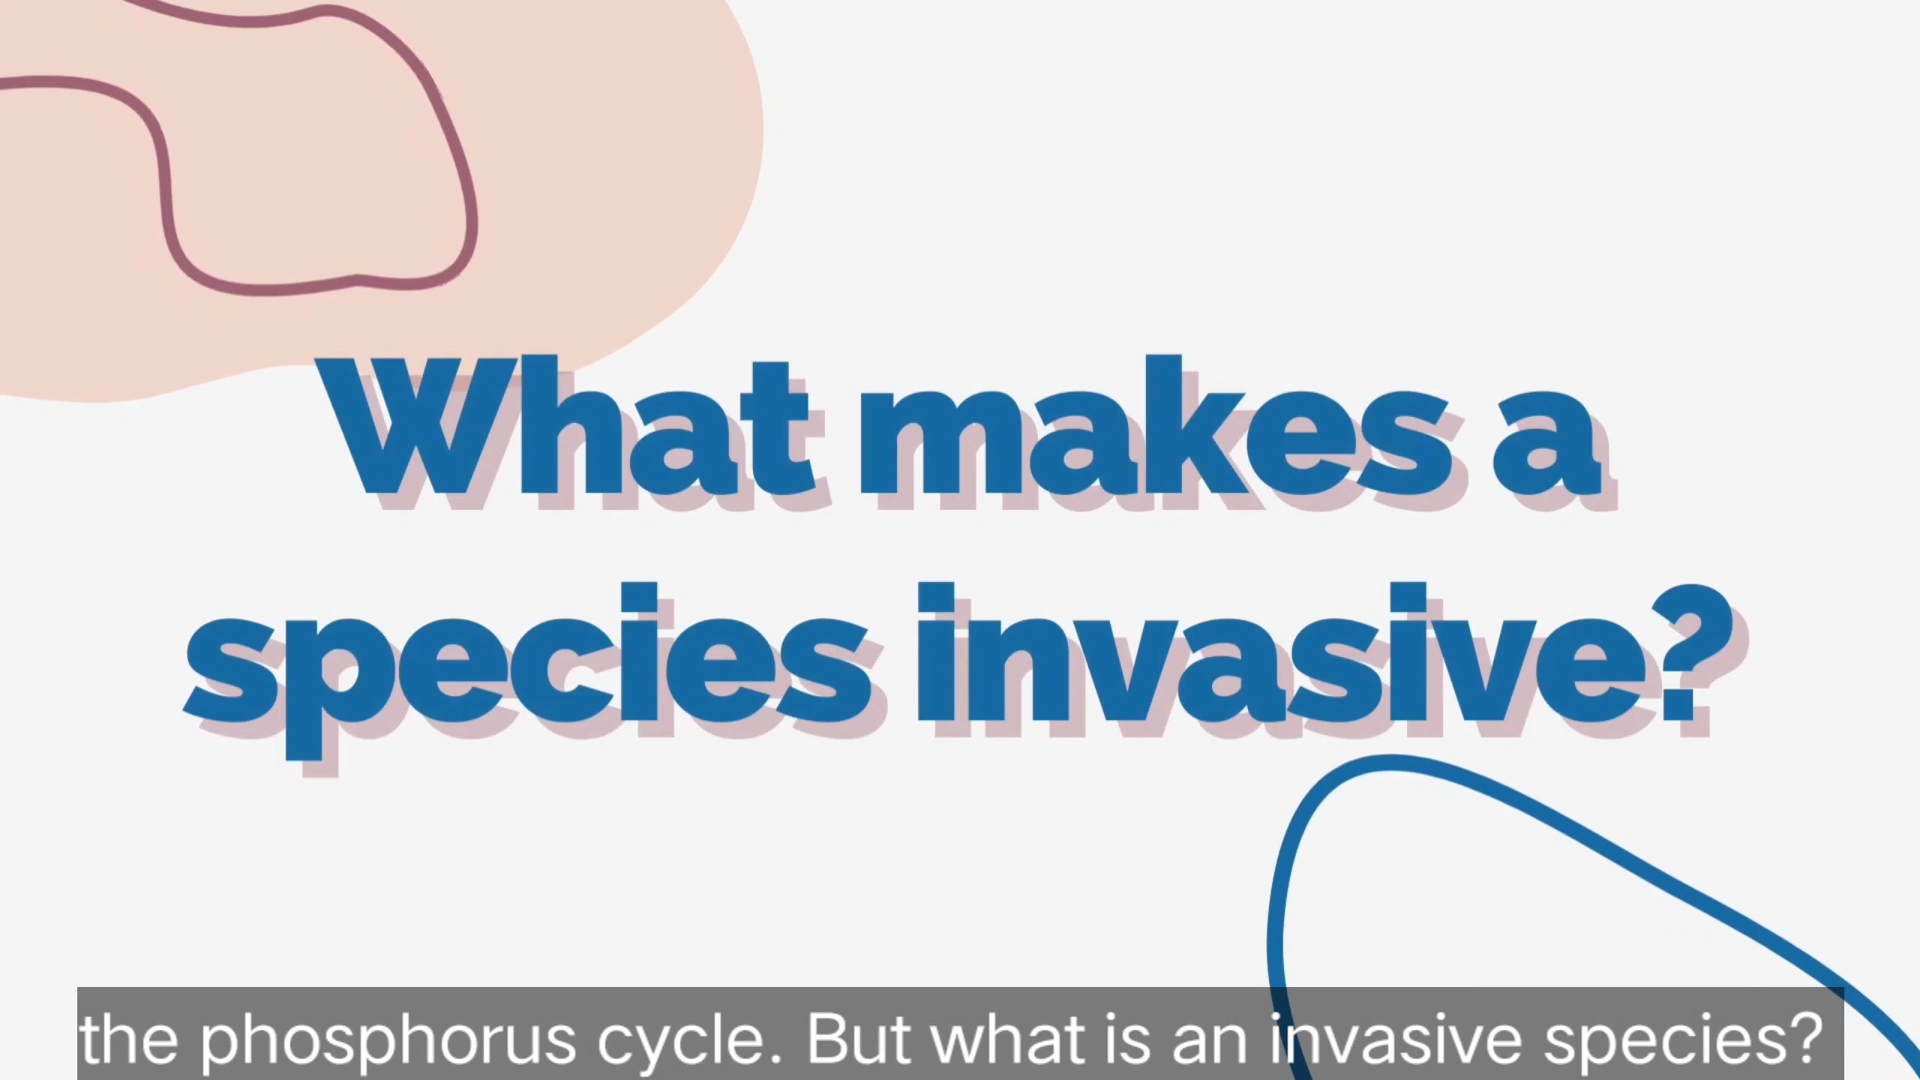 What makes a
species invasive?
the phosphorus cycle. But what is an invasive species?